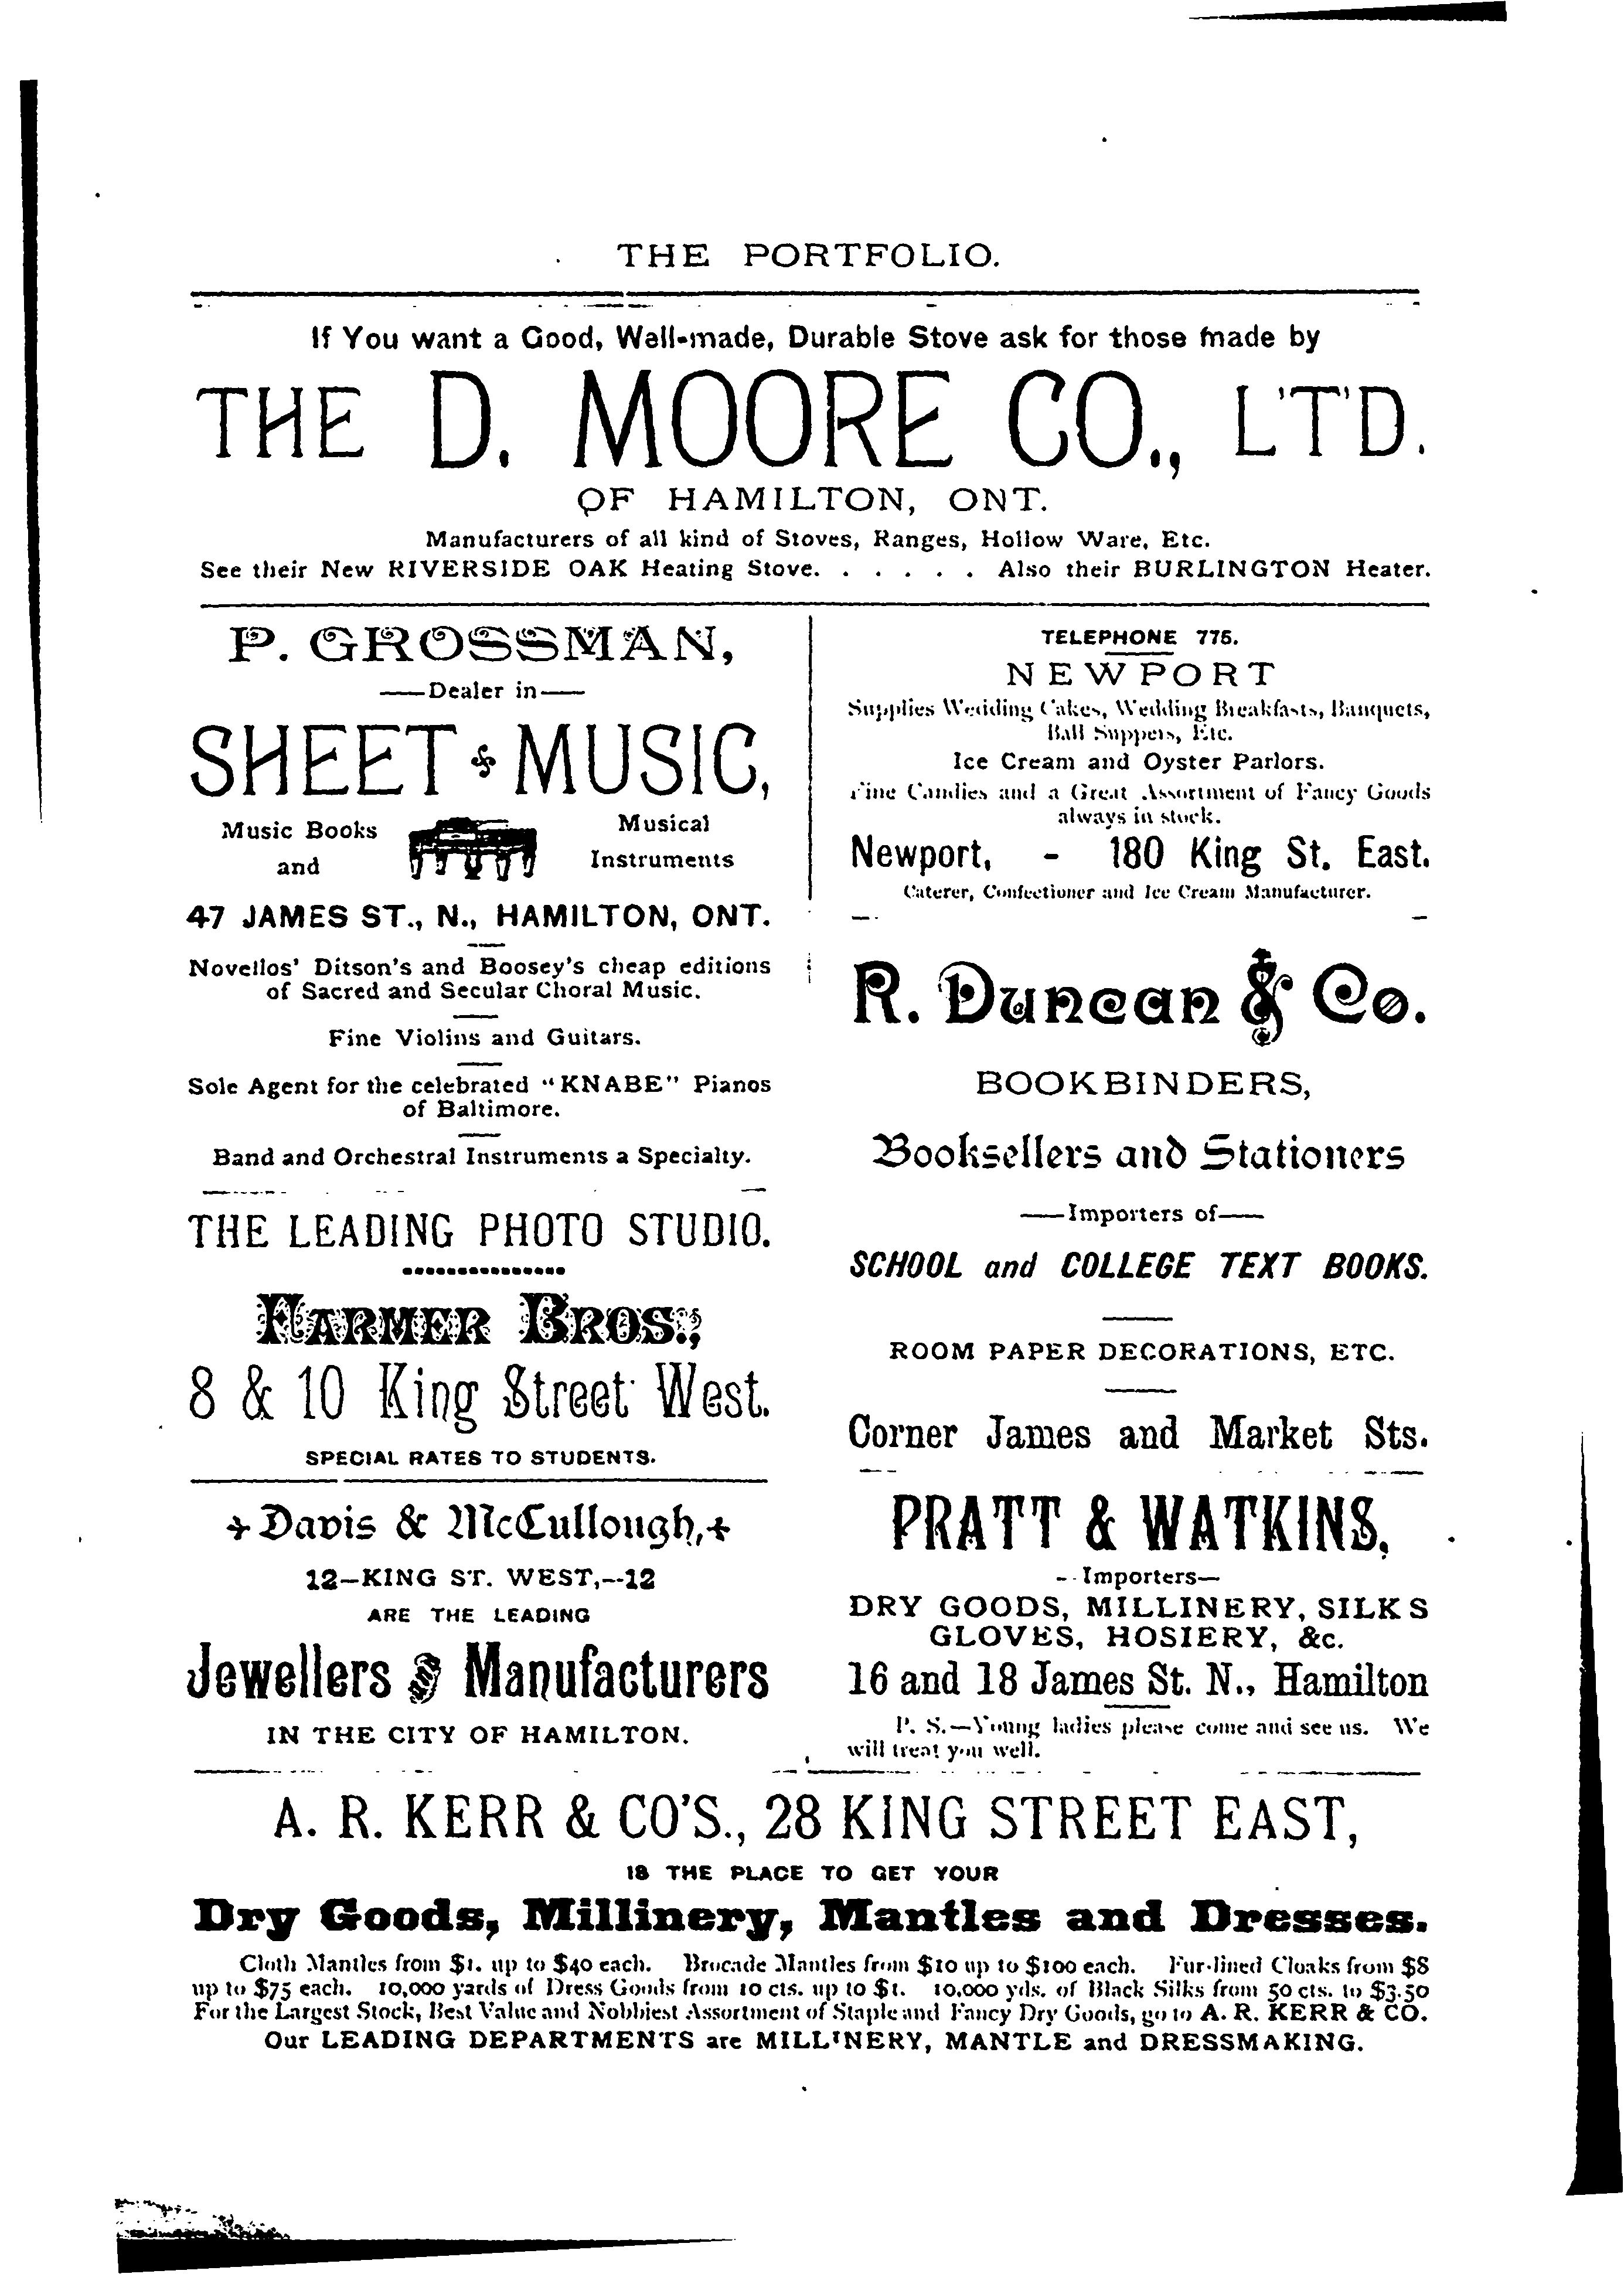 THE PORTFOLIO.
If You want a Good, Well-made, Durable Stove ask for those made by
THE D. MOORE CO., L'T'D.
OF HAMILTON, ONT.
Manufacturers of all kind of Stoves, Ranges, Hollow Ware, Etc.
See their New RIVERSIDE OAK Heating Stove. . . . . . Also their BURLINGTON Heater.
P. GROSSMAN,
—Dealer in—
SHEET MUSIC,
Music Books
and
Musical
Instruments
47 JAMES ST., N., HAMILTON, ONT.
Novellos' Ditson's and Boosey's cheap editions
of Sacred and Secular Choral Music.
Fine Violins and Guitars.
Sole Agent for the celebrated "KNABE" Pianos
of Baltimore.
Band and Orchestral Instruments a Specialty.
THE LEADING PHOTO STUDIO.
FARMER BROS.,
8 & 10 King Street West.
SPECIAL RATES TO STUDENTS.
Davis & McCullough,
12—KING ST. WEST,—12
ARE THE LEADING
Jewellers & Manufacturers
IN THE CITY OF HAMILTON.
TELEPHONE 775.
NEWPORT
Supplies Wedding Cakes, Wedding Breakfasts, Banquets,
Ball Suppers, Etc.
Ice Cream and Oyster Parlors.
Fine Candies and a Great Assortment of Fancy Goods
always in stock.
Newport, - 180 King St. East.
Caterer, Confectioner and Ice Cream Manufacturer.
R. Duncan & Co.
BOOKBINDERS,
Booksellers and Stationers
—Importers of—
SCHOOL and COLLEGE TEXT BOOKS.
ROOM PAPER DECORATIONS, ETC.
Corner James and Market Sts.
PRATT & WATKINS,
—Importers—
DRY GOODS, MILLINERY, SILKS
GLOVES, HOSIERY, &c.
16 and 18 James St. N., Hamilton
P. S.—Young ladies please come and see us. We
will treat you well.
A. R. KERR & CO'S., 28 KING STREET EAST,
IS THE PLACE TO GET YOUR
Dry Goods, Millinery, Mantles and Dresses.
Cloth Mantles from $1. up to $40 each. Brocade Mantles from $10 up to $100 each. Fur-lined Cloaks from $8
up to $75 each. 10,000 yards of Dress Goods from 10 cts. up to $1. 10.000 yds. of Black Silks from 50 cts. to $3.50
For the Largest Stock, Best Value and Nobbiest Assortment of Staple and Fancy Dry Goods, go to A. R. KERR & CO.
Our LEADING DEPARTMENTS are MILLINERY, MANTLE and DRESSMAKING.